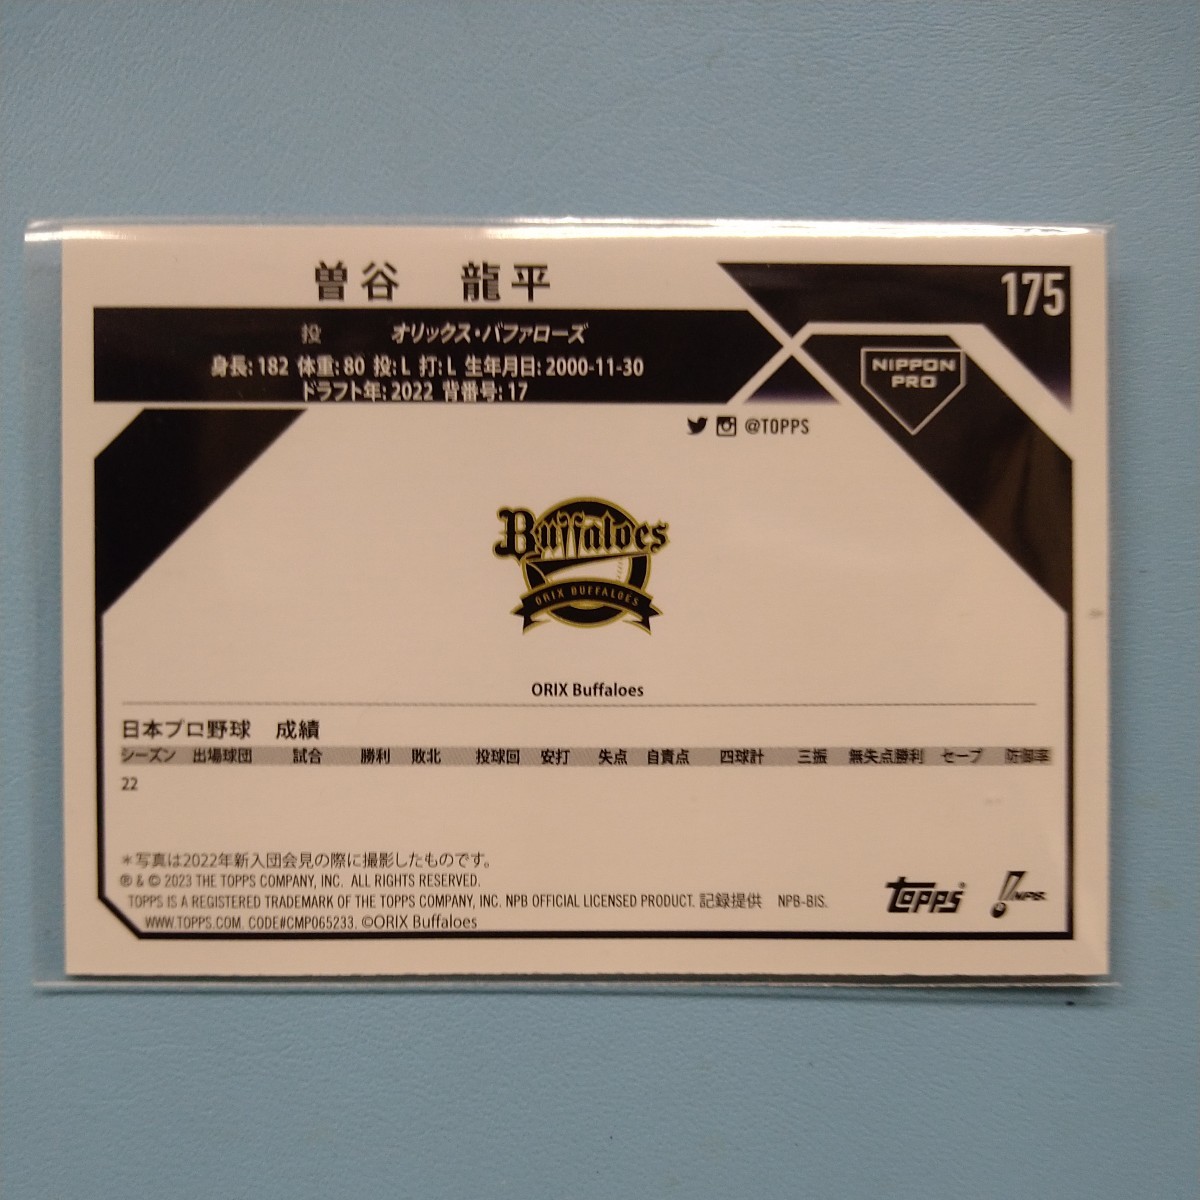 曽谷 龍平
175
投 オリックス・バファローズ
身長: 182 体重: 80 投: L 打: L 生年月日: 2000-11-30
ドラフト年: 2022 背番号: 17
NIPPON
PRO
@TOPPS
Buffaloes
ORIX BUFFALOES
ORIX Buffaloes
日本プロ野球 成績
シーズン 出場球団 試合 勝利 敗北 投球回 安打 失点 自責点 四球計 三振 無失点勝利 セーブ 防御率
22
＊写真は2022年新入団会見の際に撮影したものです。
® & © 2023 THE TOPPS COMPANY, INC. ALL RIGHTS RESERVED.
TOPPS IS A REGISTERED TRADEMARK OF THE TOPPS COMPANY, INC. NPB OFFICIAL LICENSED PRODUCT. 記録提供 NPB-BIS.
WWW.TOPPS.COM. CODE#CMP065233. ©ORIX Buffaloes
topps®
NPB